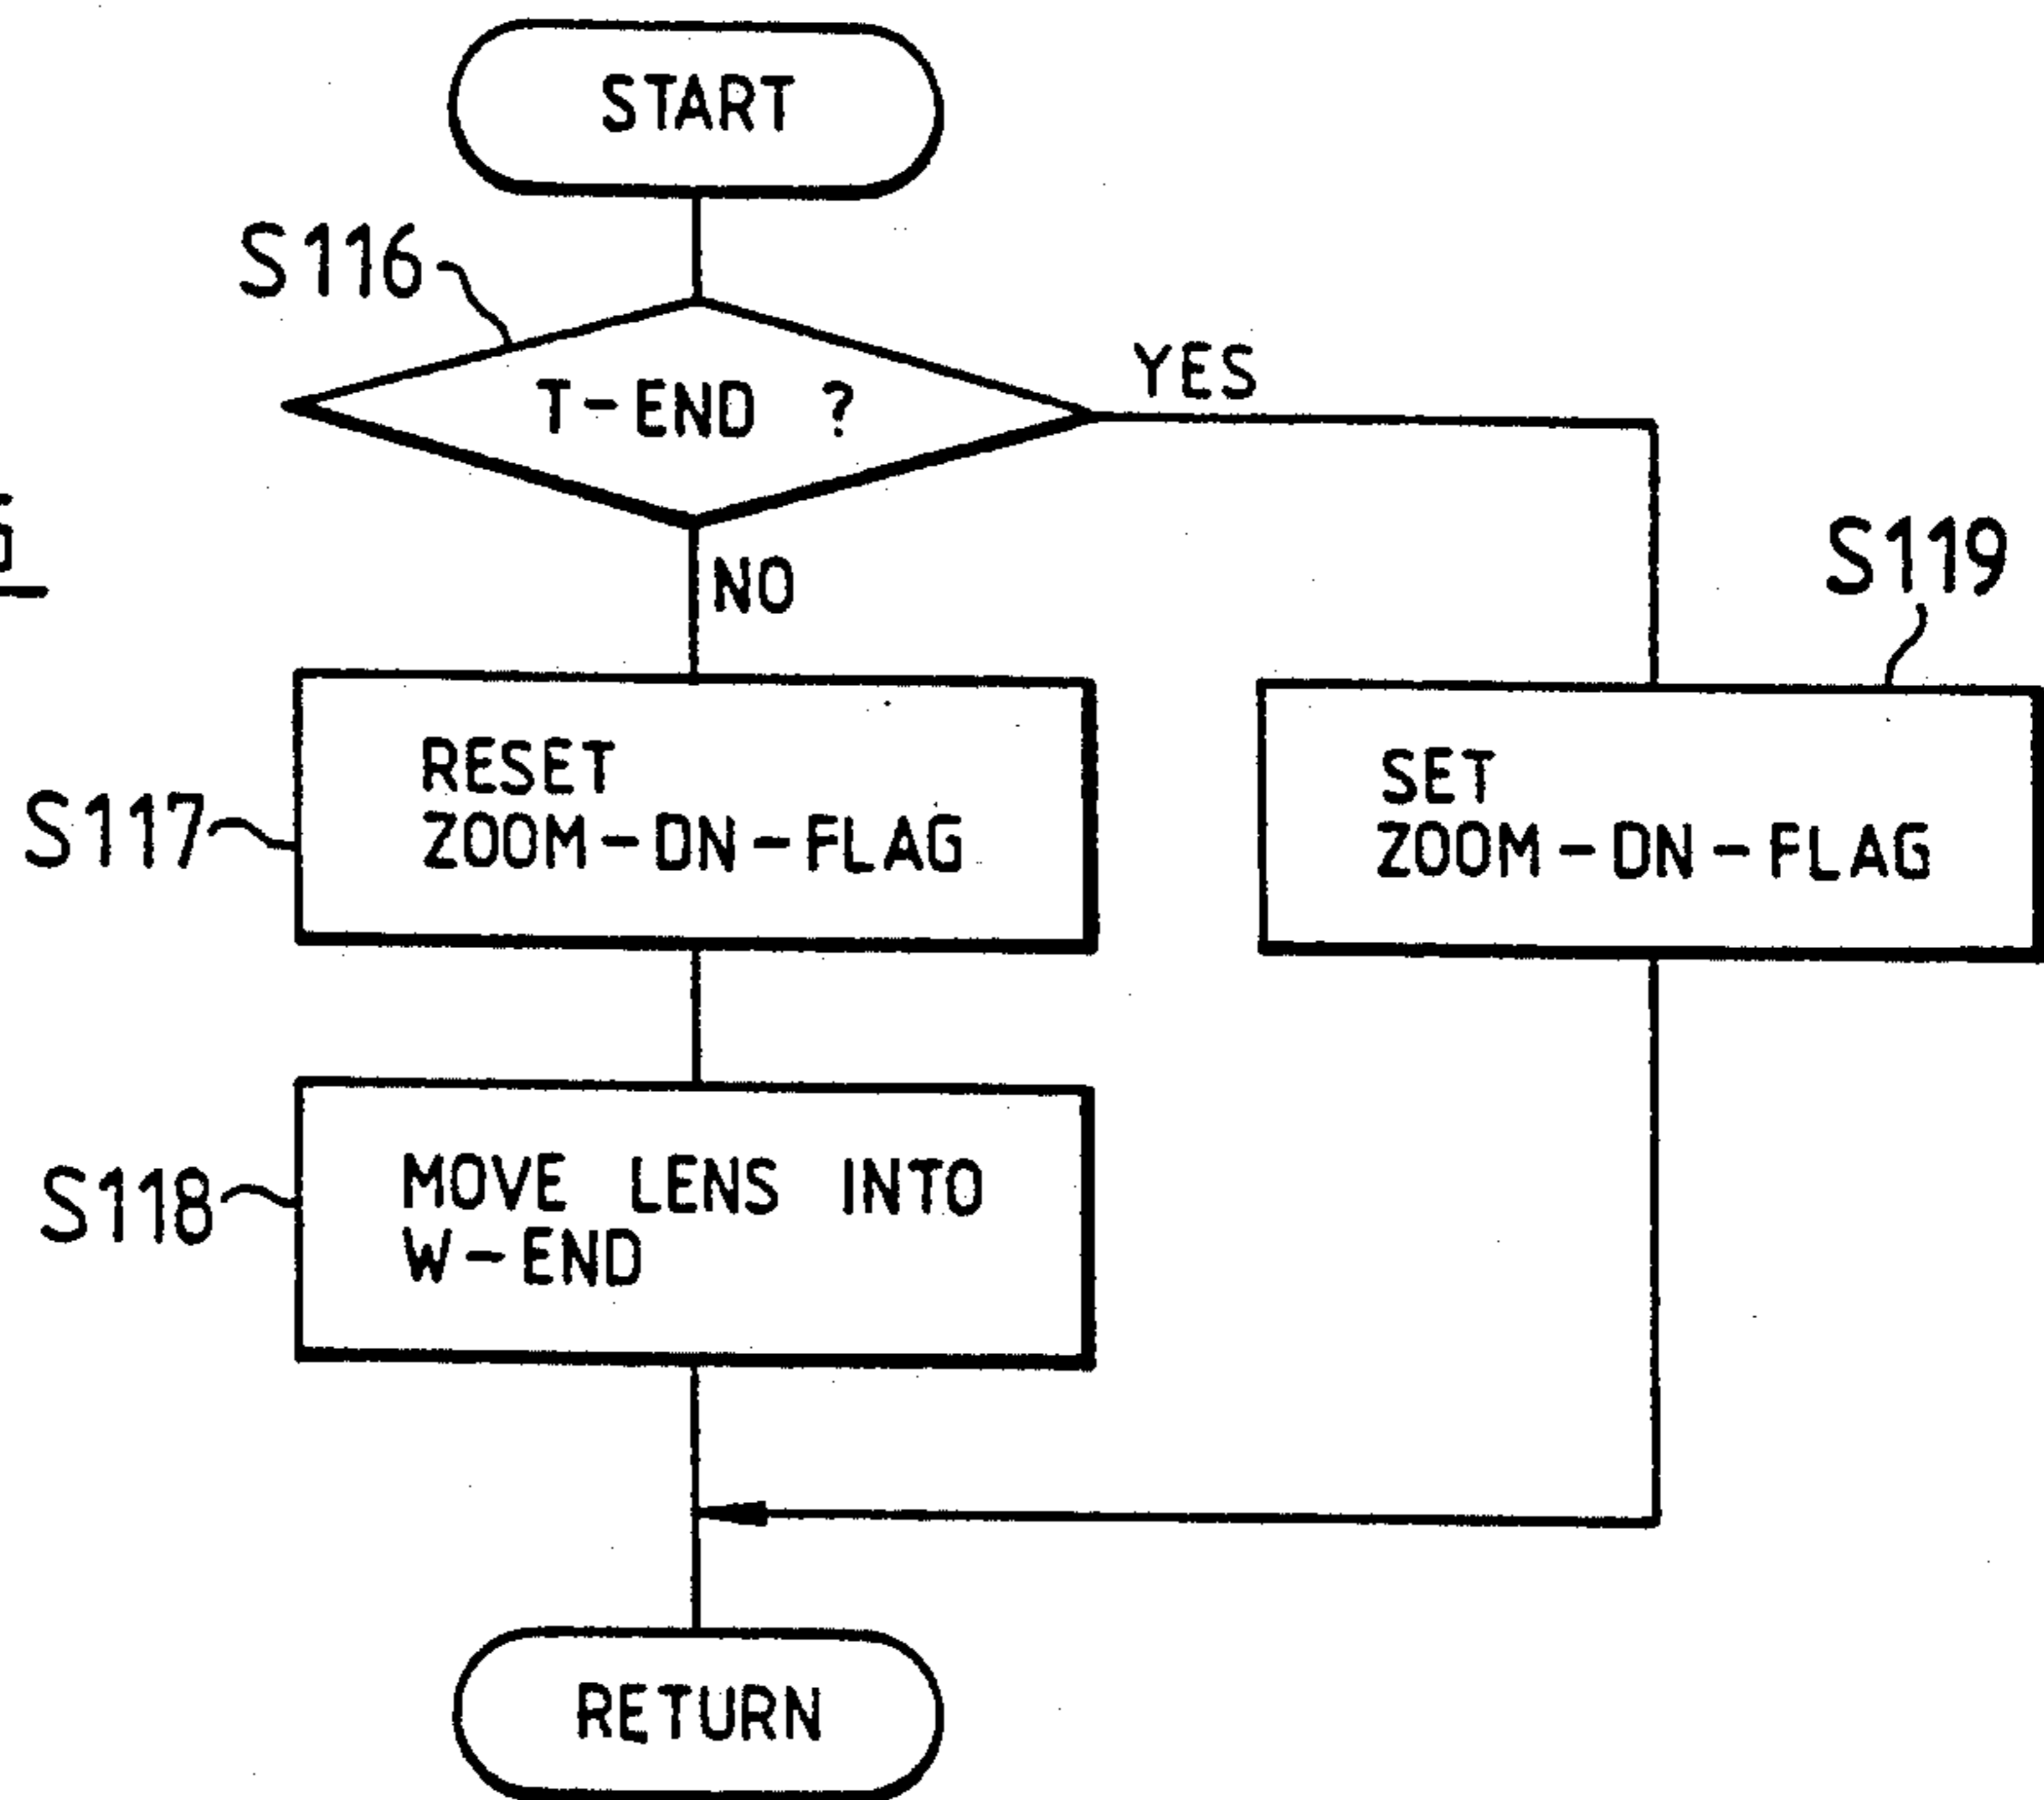 START
S116
T-END ?
YES
NO
S119
RESET
ZOOM-ON-FLAG
S117
SET
ZOOM-ON-FLAG
MOVE LENS INTO
W-END
S118
RETURN